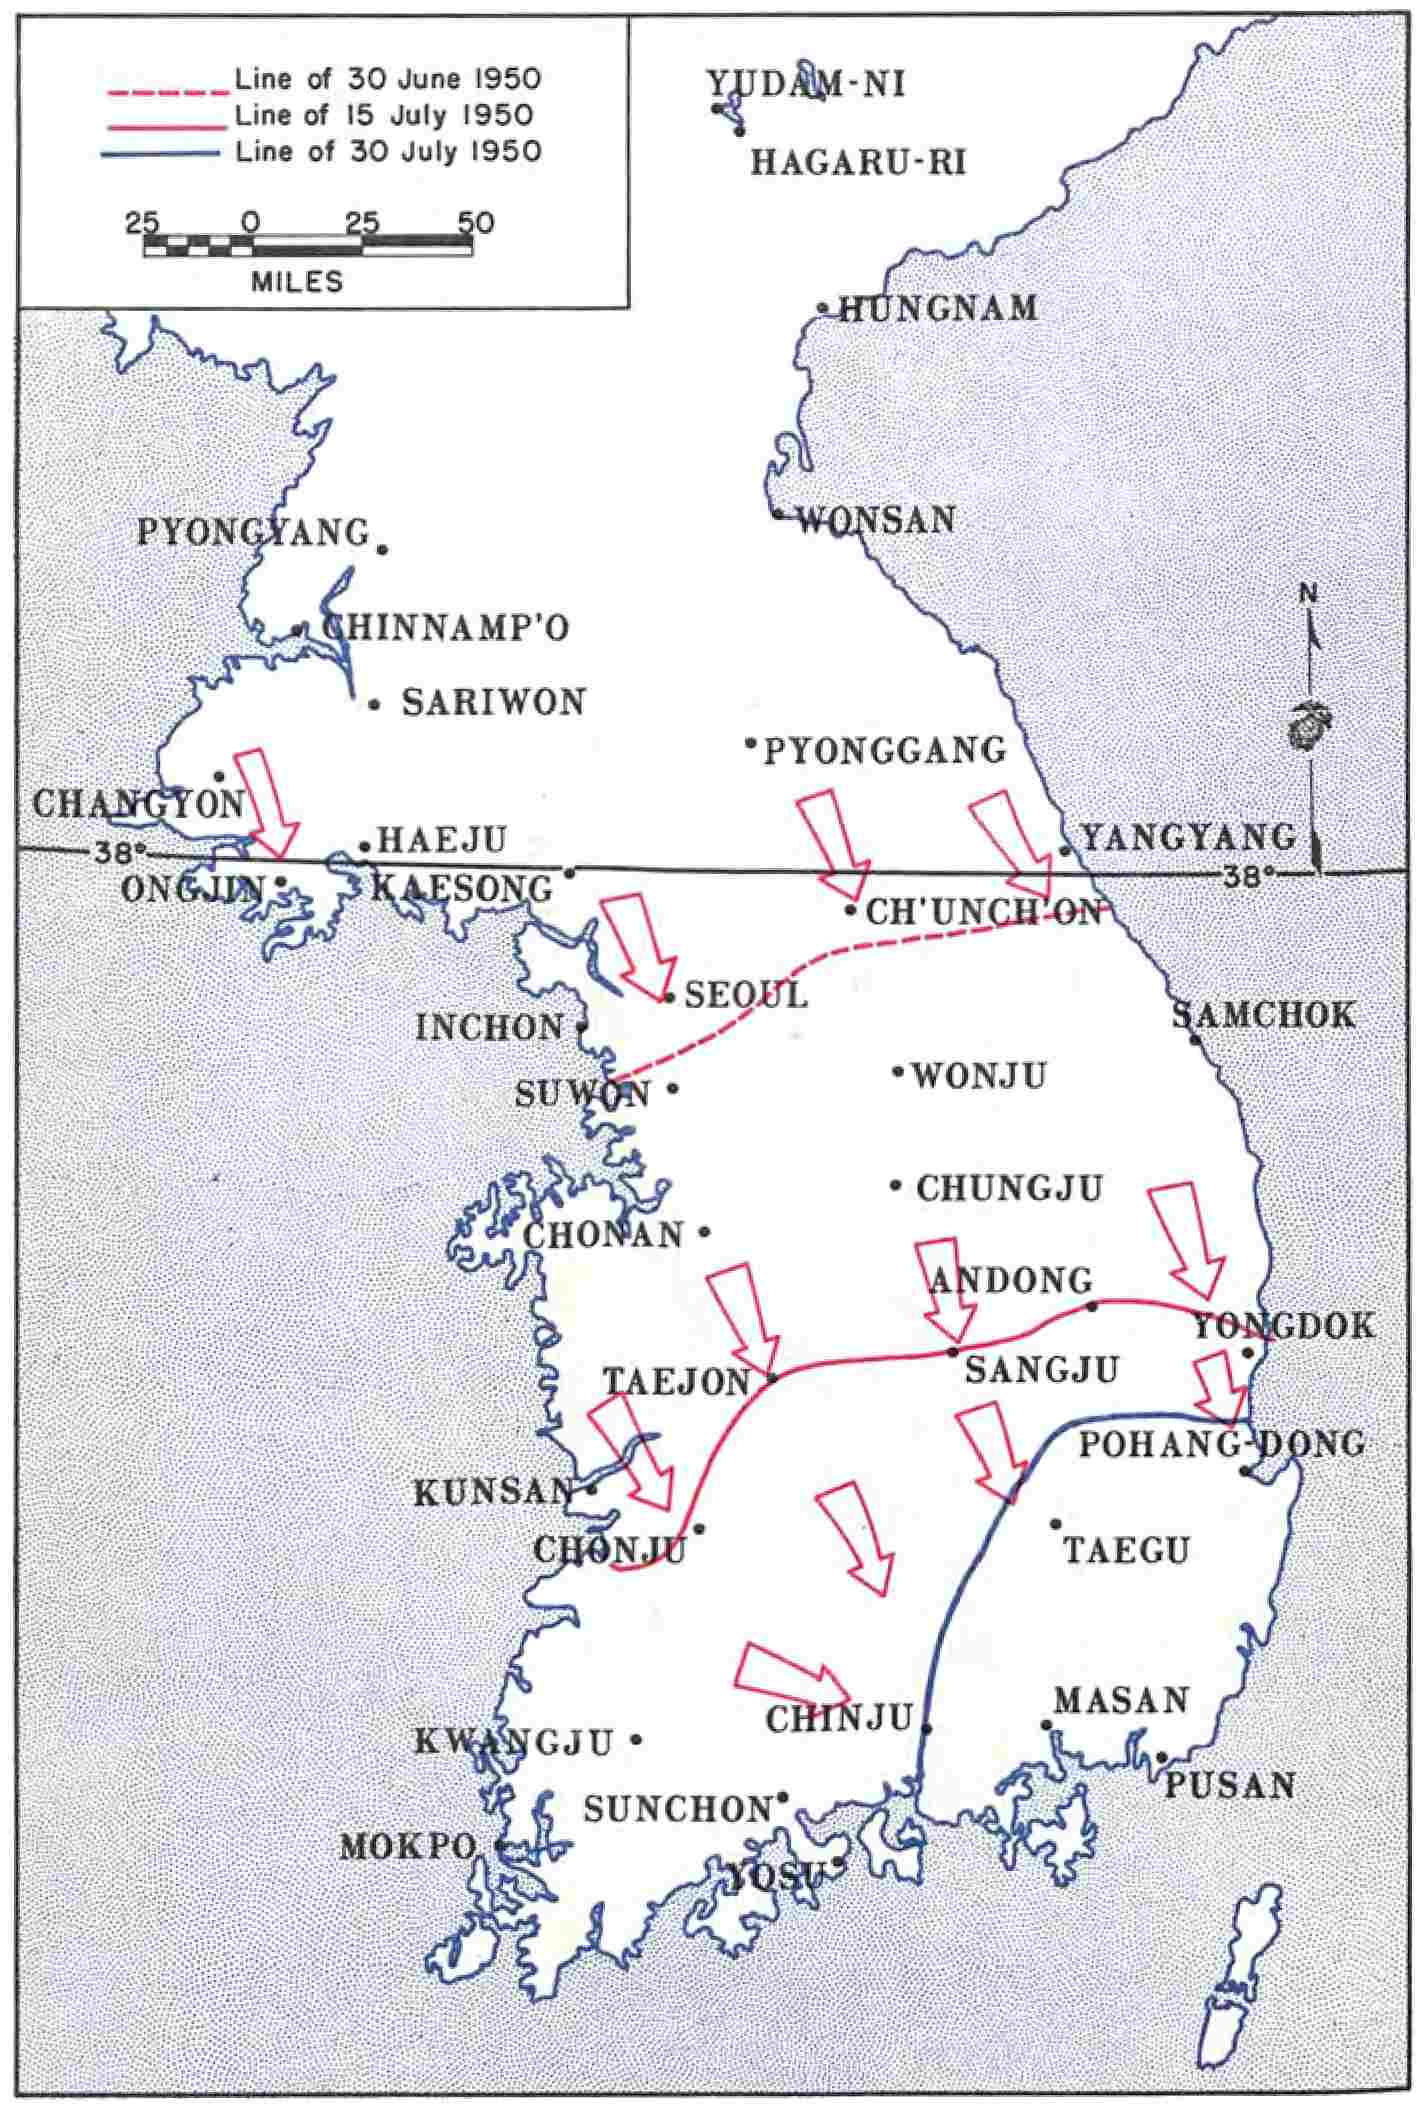 Line of 30 June 1950
Line of 15 July 1950
Line of 30 July 1950
25 0 25 50
MILES
YUDAM-NI
HAGARU-RI
HUNGNAM
WONSAN
PYONGYANG
CHINNAMP'O
N
SARIWON
PYONGGANG
CHANGYON
HAEJU
YANGYANG
38°
38°
ONGJIN
KAESONG
CH'UNCH'ON
SEOUL
INCHON
SAMCHOK
SUWON
WONJU
CHUNGJU
CHONAN
ANDONG
YONGDOK
TAEJON
SANGJU
POHANG-DONG
KUNSAN
CHONJU
TAEGU
MASAN
CHINJU
KWANGJU
PUSAN
SUNCHON
MOKPO
YOSU